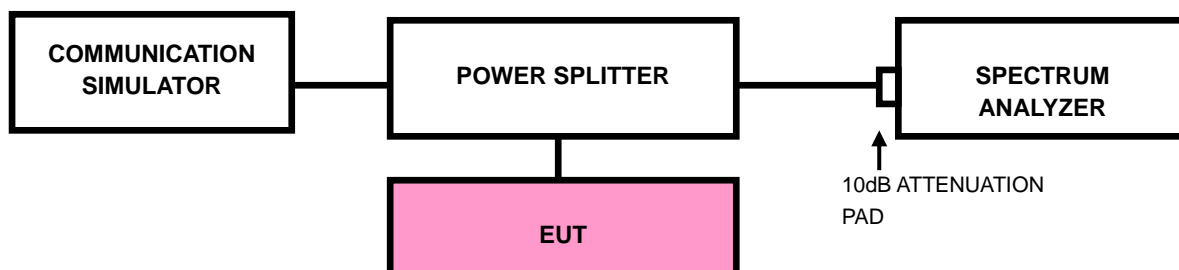 COMMUNICATION
SIMULATOR
POWER SPLITTER
SPECTRUM
ANALYZER
10dB ATTENUATION
PAD
EUT